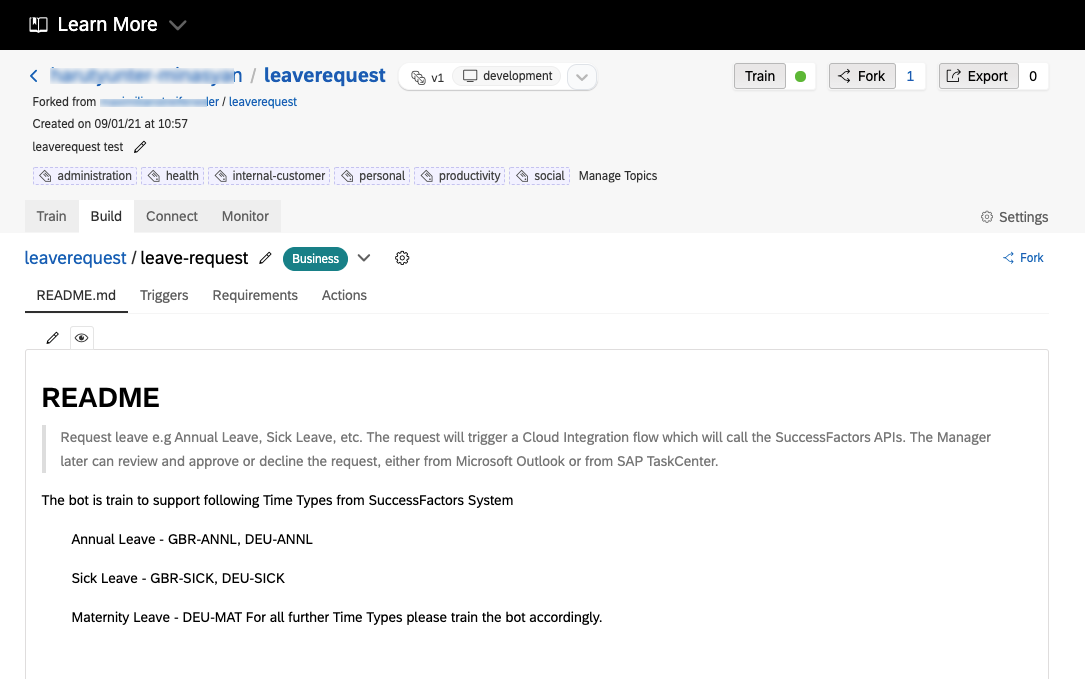 Learn More
/ leaverequest v1 development
Train Fork 1 Export 0
Forked from / leaverequest
Created on 09/01/21 at 10:57
leaverequest test
administration health internal-customer personal productivity social Manage Topics
Train Build Connect Monitor Settings
leaverequest / leave-request Business Fork
README.md Triggers Requirements Actions
README
Request leave e.g Annual Leave, Sick Leave, etc. The request will trigger a Cloud Integration flow which will call the SuccessFactors APIs. The Manager
later can review and approve or decline the request, either from Microsoft Outlook or from SAP TaskCenter.
The bot is train to support following Time Types from SuccessFactors System
Annual Leave - GBR-ANNL, DEU-ANNL
Sick Leave - GBR-SICK, DEU-SICK
Maternity Leave - DEU-MAT For all further Time Types please train the bot accordingly.